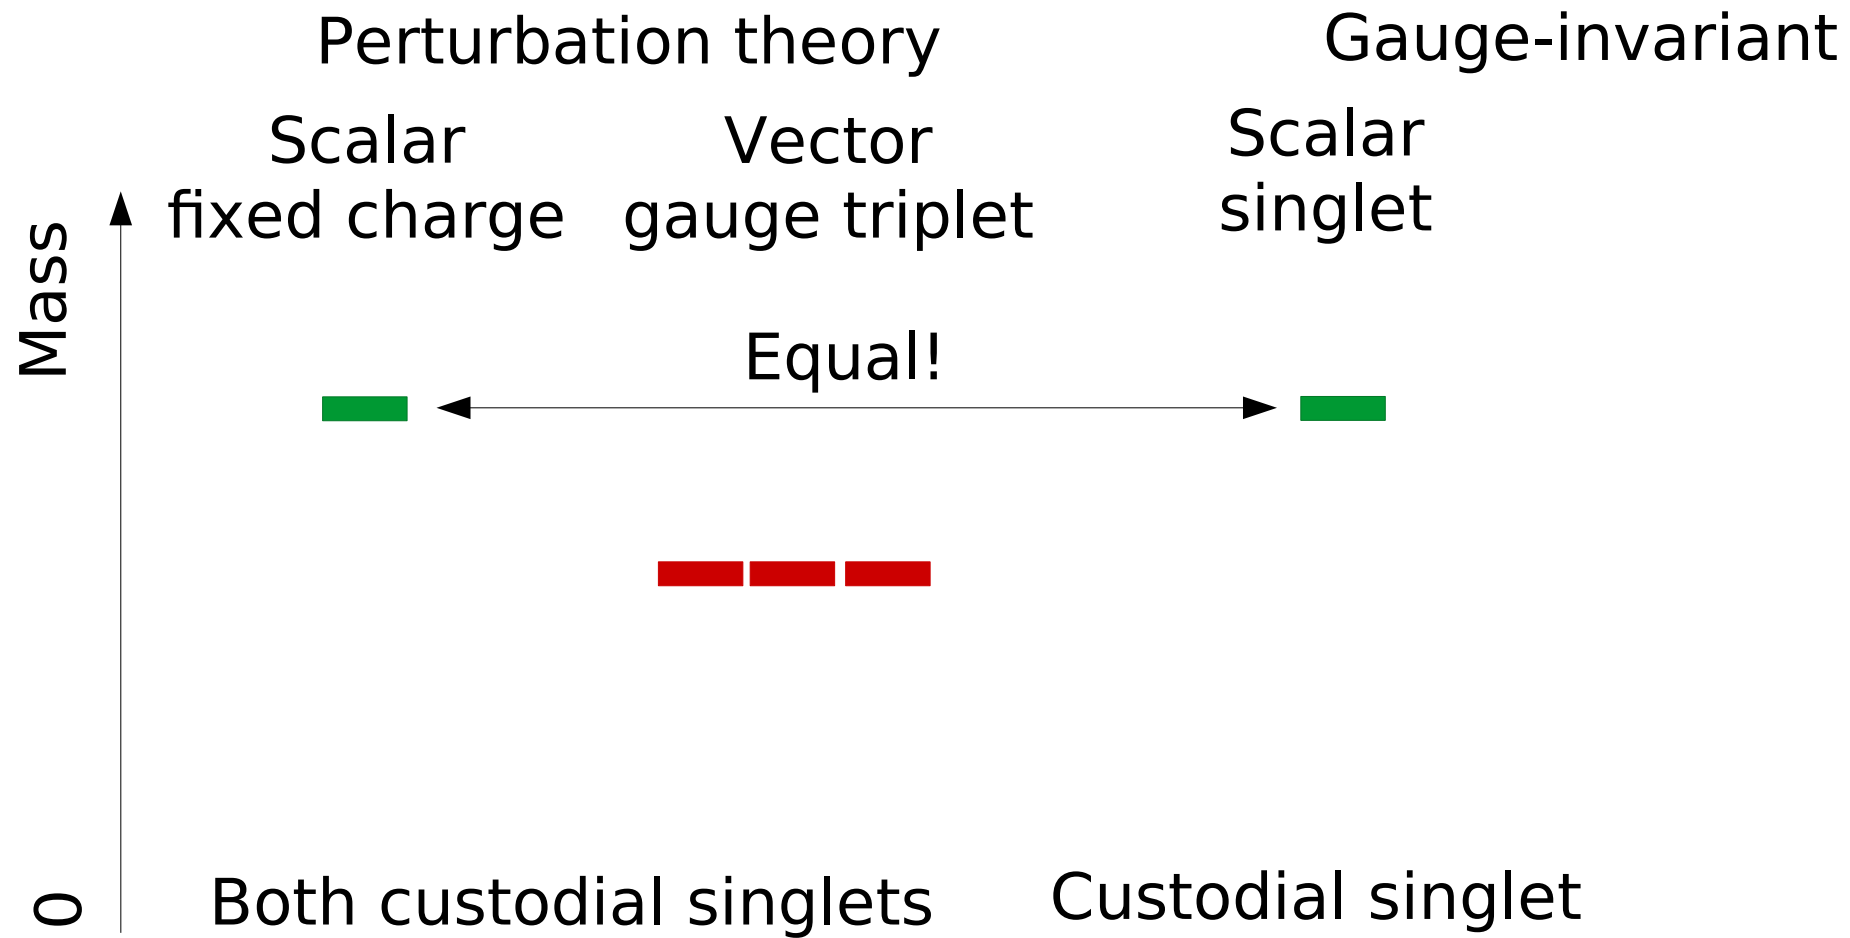 Perturbation theory
Gauge-invariant
Scalar
fixed charge
Vector
gauge triplet
Scalar
singlet
Mass
Equal!
0
Both custodial singlets
Custodial singlet